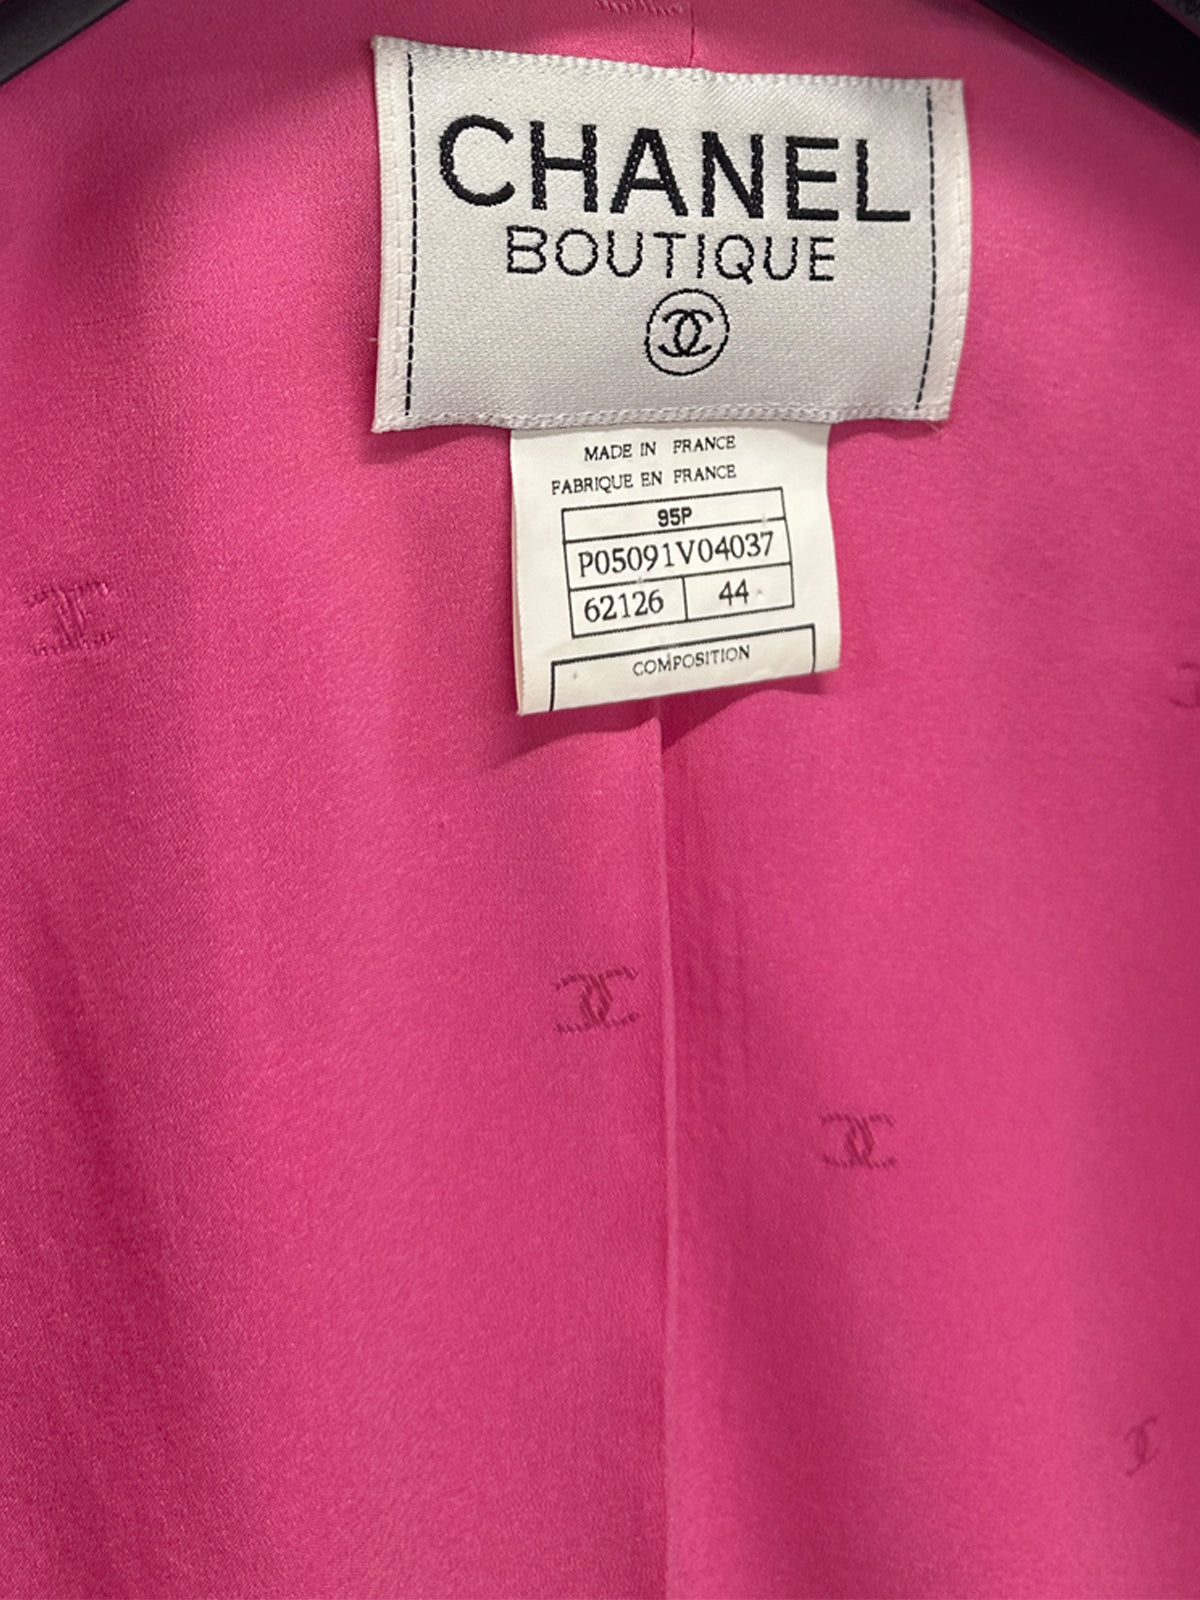 CHANEL
BOUTIQUE
MADE IN FRANCE
FABRIQUE EN FRANCE
95P
P05091V04037
62126 44
COMPOSITION